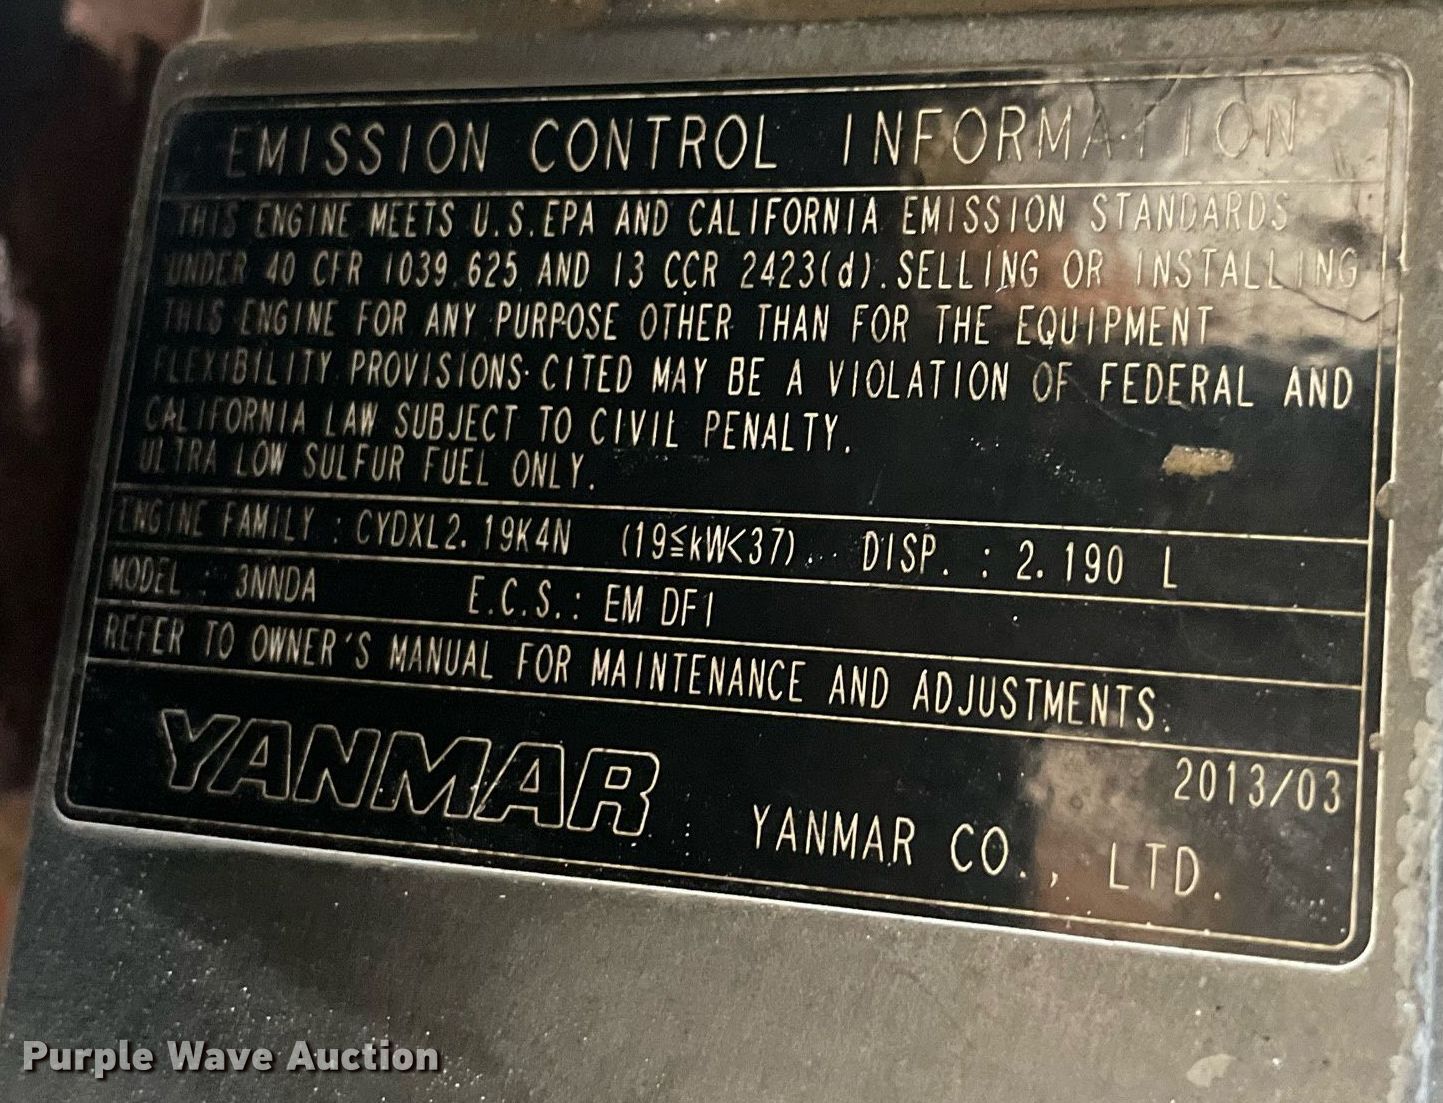 EMISSION CONTROL INFORMATION
THIS ENGINE MEETS U.S.EPA AND CALIFORNIA EMISSION STANDARDS
UNDER 40 CFR 1039.625 AND 13 CCR 2423(d).SELLING OR INSTALLING
THIS ENGINE FOR ANY PURPOSE OTHER THAN FOR THE EQUIPMENT
FLEXIBILITY PROVISIONS CITED MAY BE A VIOLATION OF FEDERAL AND
CALIFORNIA LAW SUBJECT TO CIVIL PENALTY.
ULTRA LOW SULFUR FUEL ONLY.
ENGINE FAMILY : CYDXL2.19K4N (19≦kW<37). DISP. : 2.190 L
MODEL : 3NNDA E.C.S.: EM DFI
REFER TO OWNER'S MANUAL FOR MAINTENANCE AND ADJUSTMENTS.
2013/03
YANMAR YANMAR CO., LTD.
Purple Wave Auction